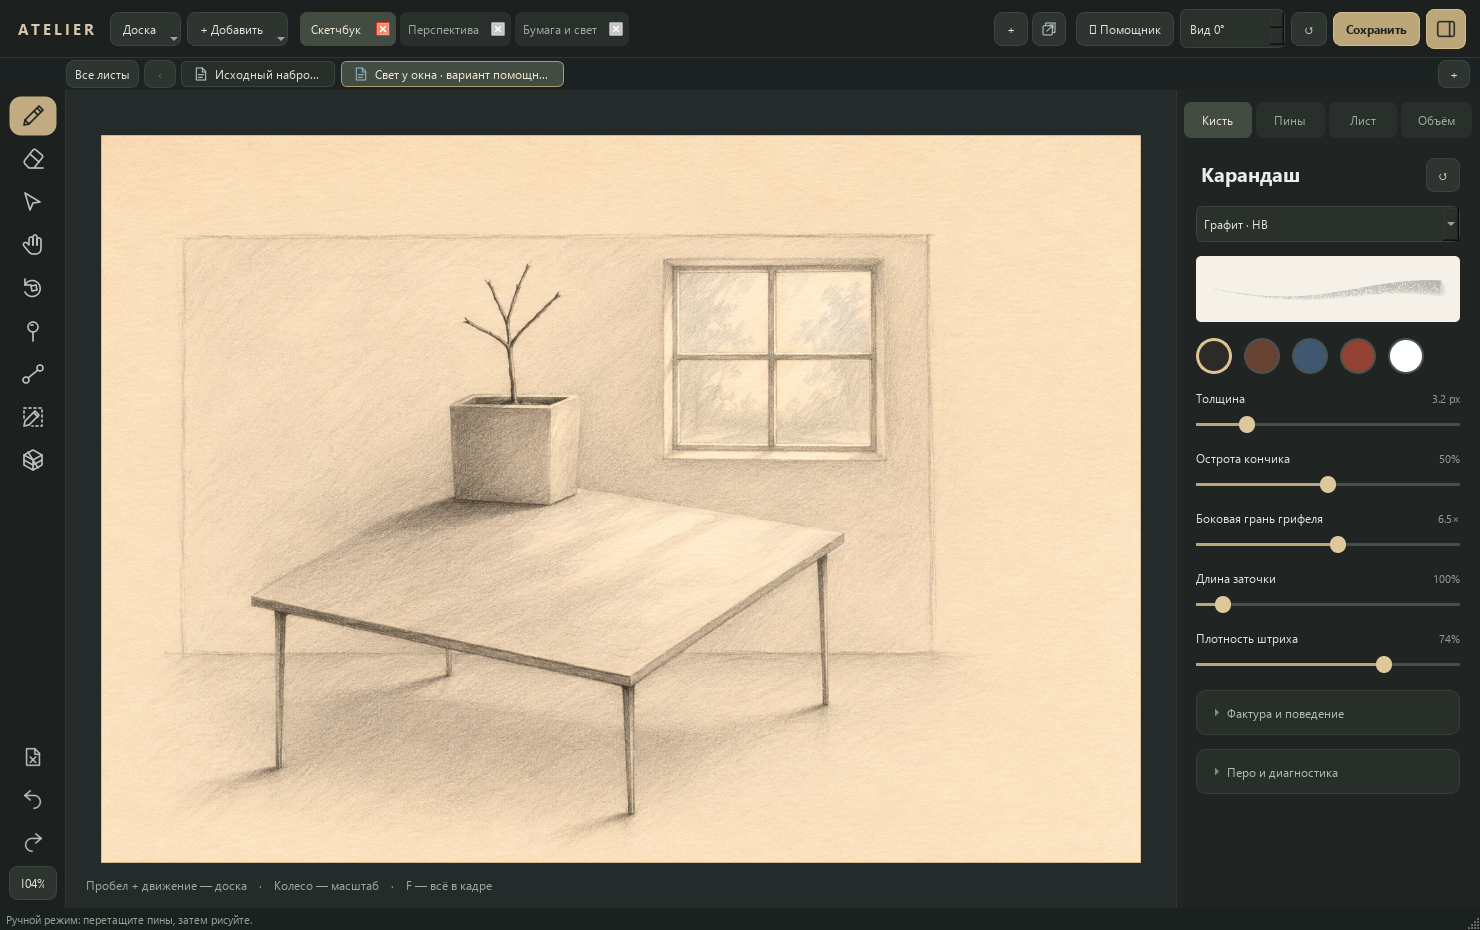 ATELIER
Доска
+ Добавить
Скетчбук
Перспектива
Бумага и свет
+
Помощник
Вид 0°
Сохранить
Все листы
Исходный набро...
Свет у окна · вариант помощн...
+
Кисть
Пины
Лист
Объём
Карандаш
Графит · HB
Толщина 3.2 px
Острота кончика 50%
Боковая грань грифеля 6.5×
Длина заточки 100%
Плотность штриха 74%
Фактура и поведение
Перо и диагностика
104%
Пробел + движение — доска · Колесо — масштаб · F — всё в кадре
Ручной режим: перетащите пины, затем рисуйте.